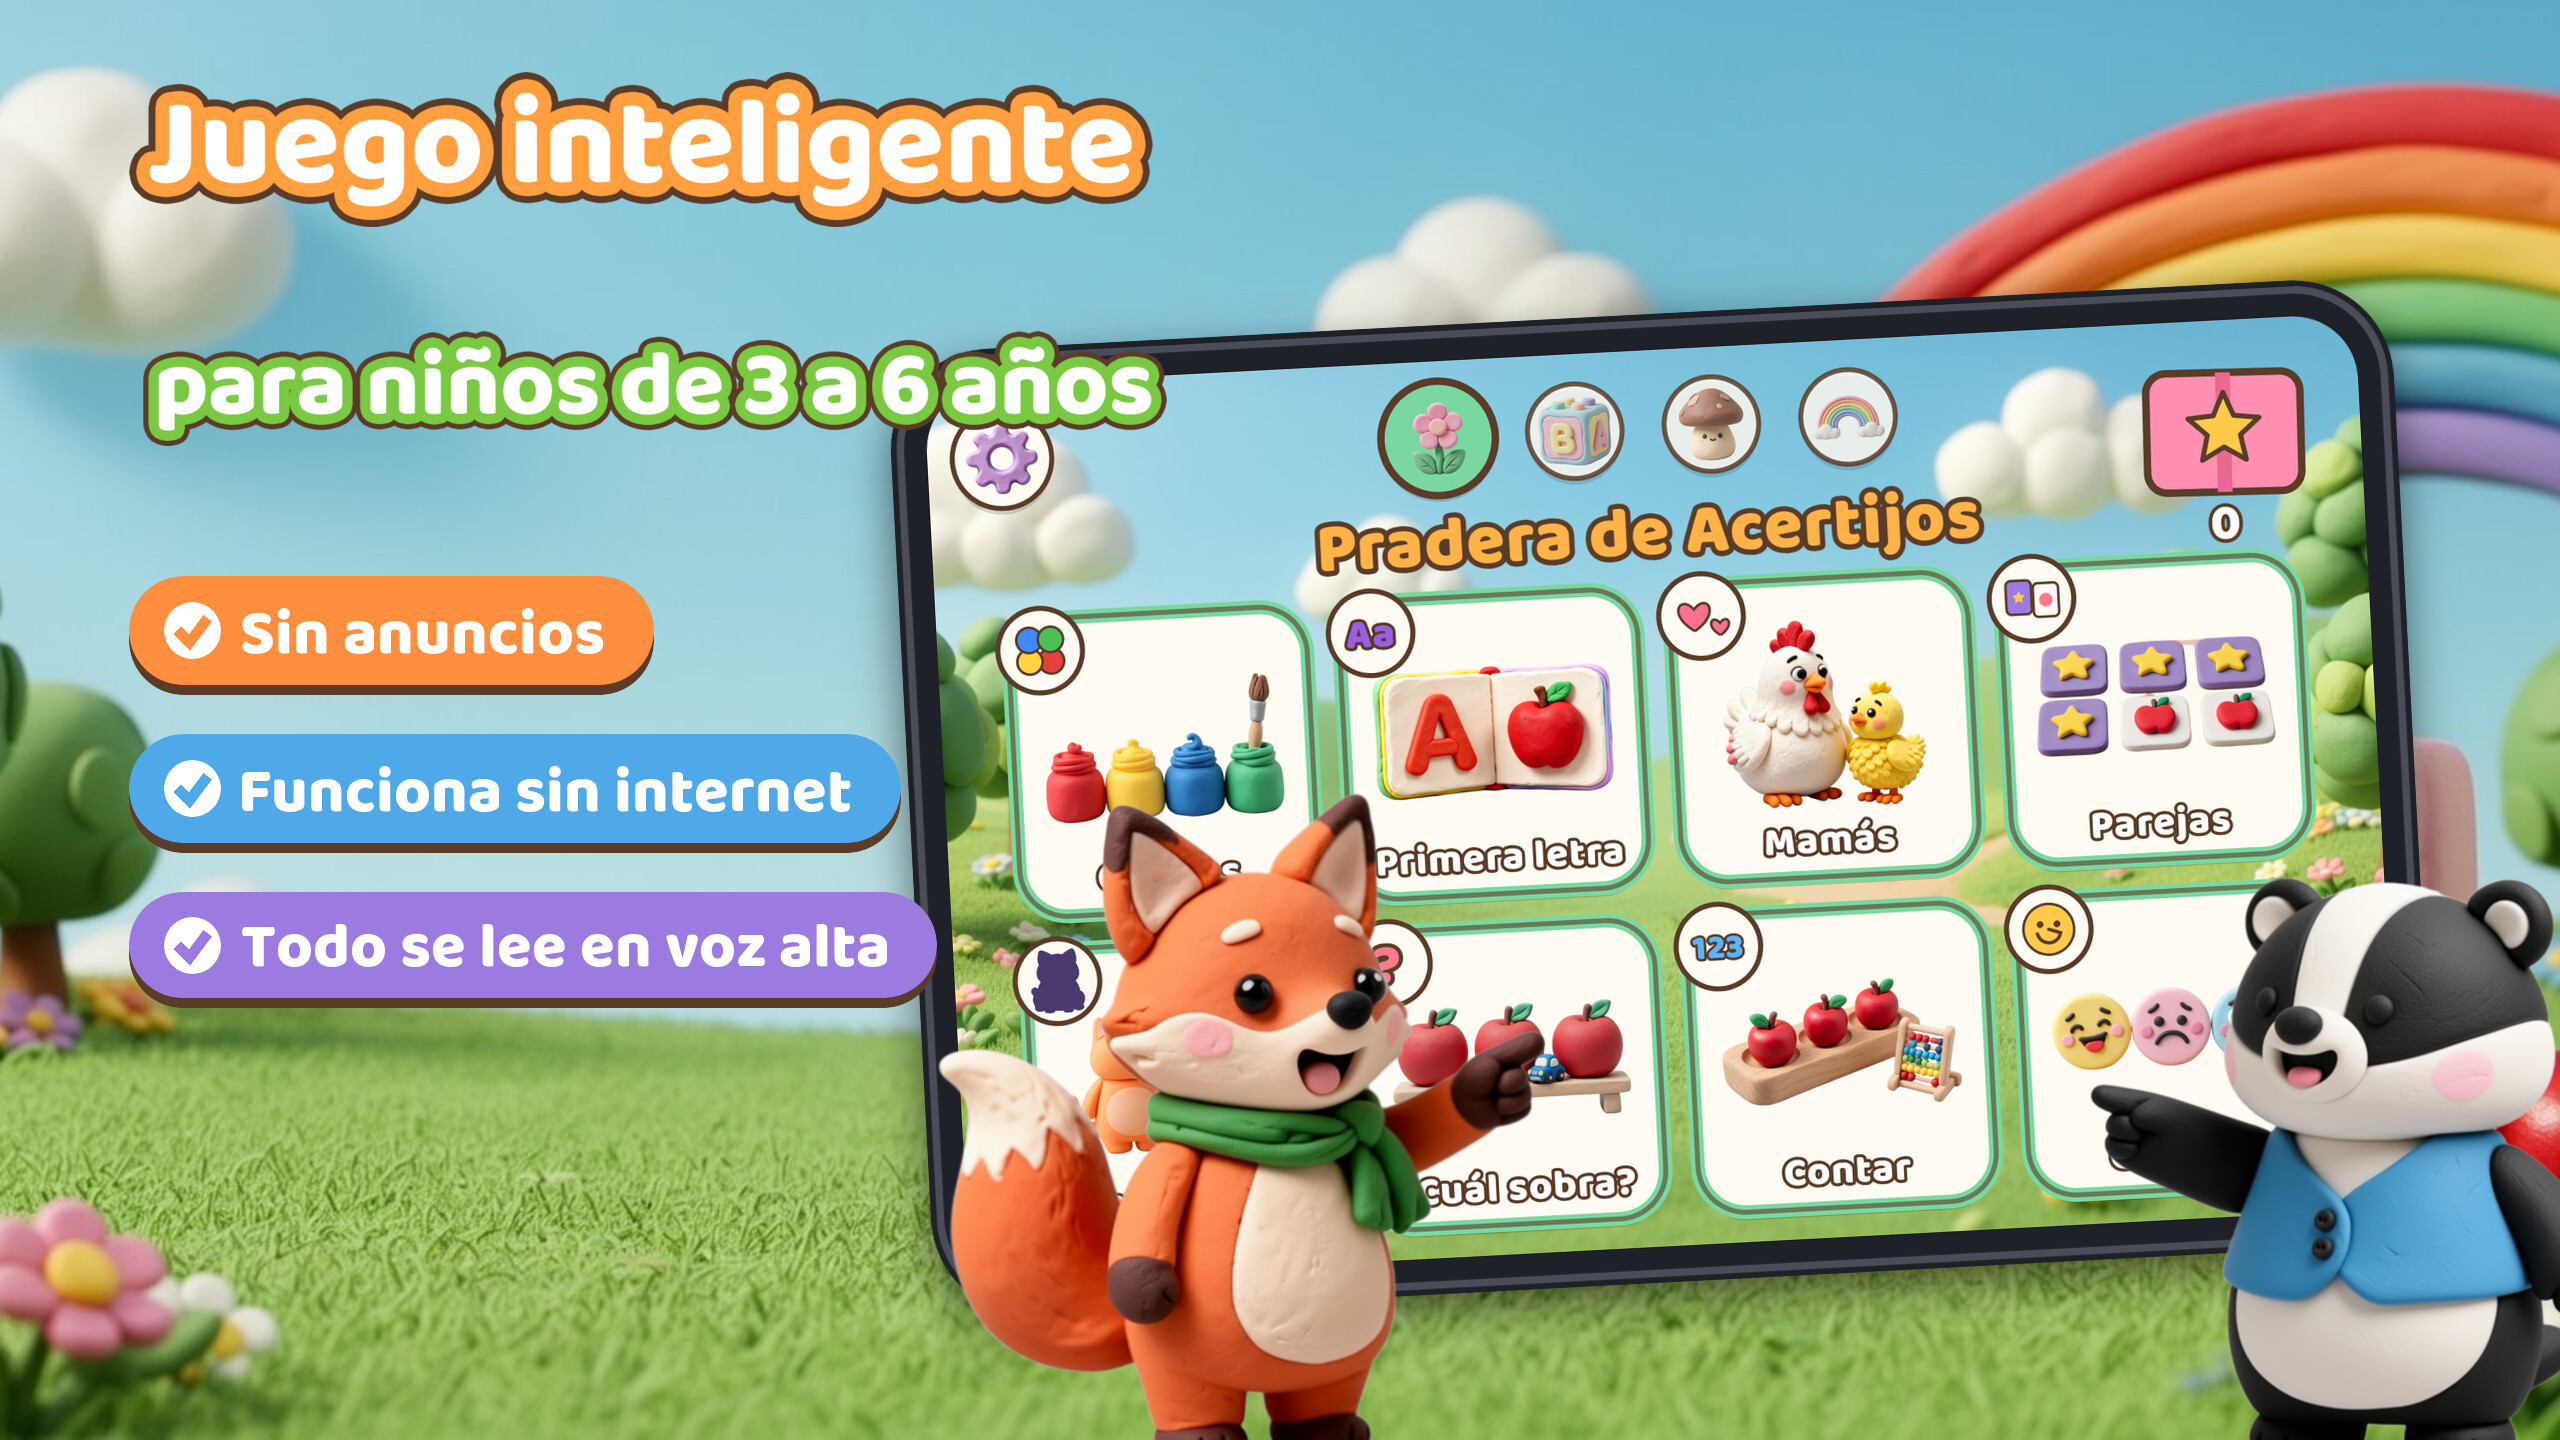 Juego inteligente
para niños de 3 a 6 años
Sin anuncios
Funciona sin internet
Todo se lee en voz alta
B A
0
Pradera de Acertijos
Aa
A
Primera letra
Mamás
Parejas
?
123
Cuál sobra?
Contar